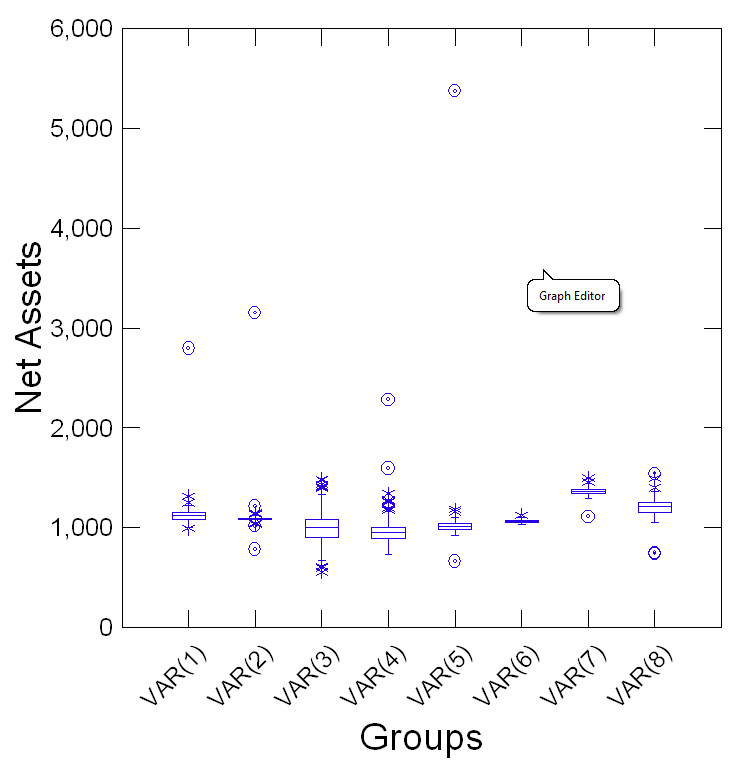 6,000
5,000
4,000
3,000
2,000
1,000
0
Net Assets
Graph Editor
VAR(1)
VAR(2)
VAR(3)
VAR(4)
VAR(5)
VAR(6)
VAR(7)
VAR(8)
Groups